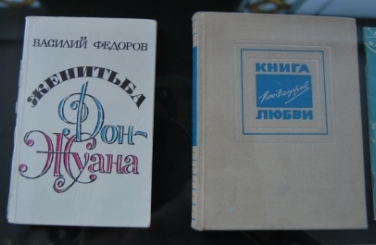 ВАСИЛИЙ ФЕДОРОВ
ЖЕНИТЬБА
Дон-
Жуана
КНИГА
ЛЮБВИ